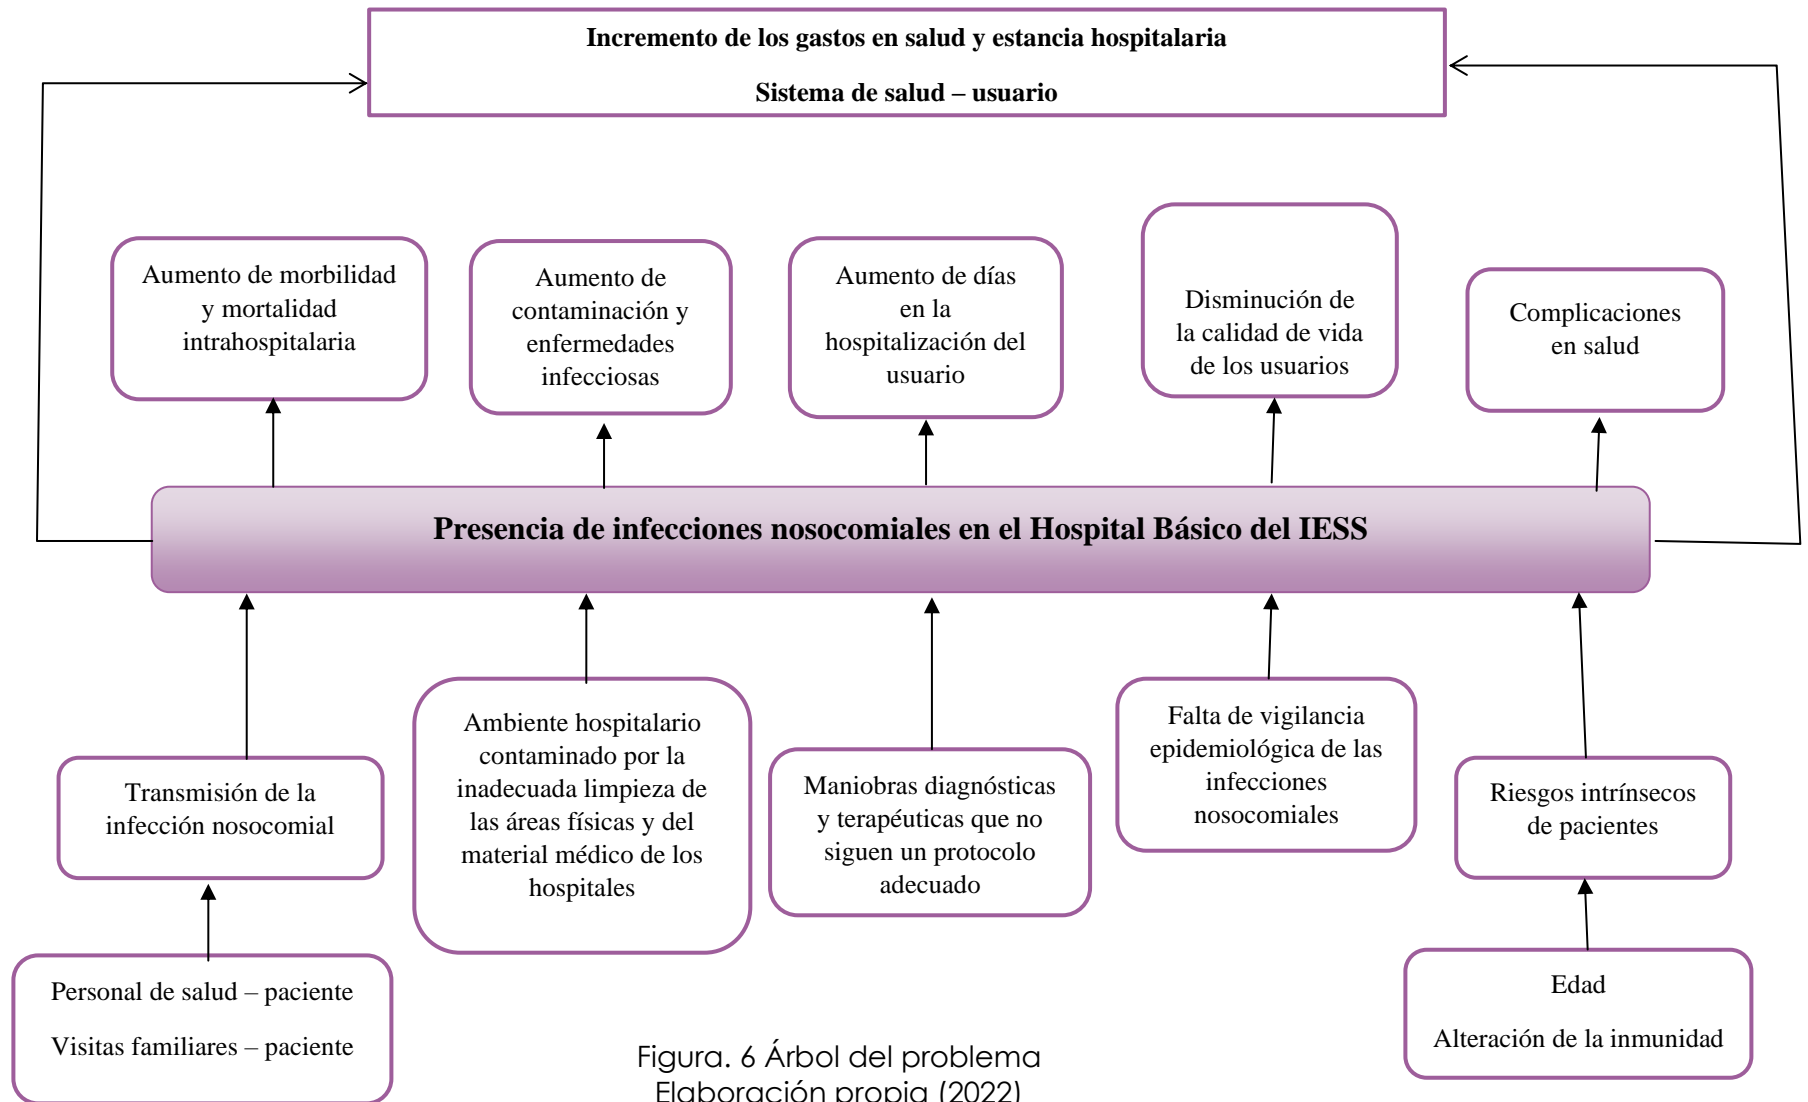 Incremento de los gastos en salud y estancia hospitalaria
Sistema de salud – usuario
Aumento de morbilidad
y mortalidad
intrahospitalaria
Aumento de
contaminación y
enfermedades
infecciosas
Aumento de días
en la
hospitalización del
usuario
Disminución de
la calidad de vida
de los usuarios
Complicaciones
en salud
Presencia de infecciones nosocomiales en el Hospital Básico del IESS
Transmisión de la
infección nosocomial
Ambiente hospitalario
contaminado por la
inadecuada limpieza de
las áreas físicas y del
material médico de los
hospitales
Maniobras diagnósticas
y terapéuticas que no
siguen un protocolo
adecuado
Falta de vigilancia
epidemiológica de las
infecciones
nosocomiales
Riesgos intrínsecos
de pacientes
Personal de salud – paciente
Visitas familiares – paciente
Edad
Alteración de la inmunidad
Figura. 6 Árbol del problema
Elaboración propia (2022)